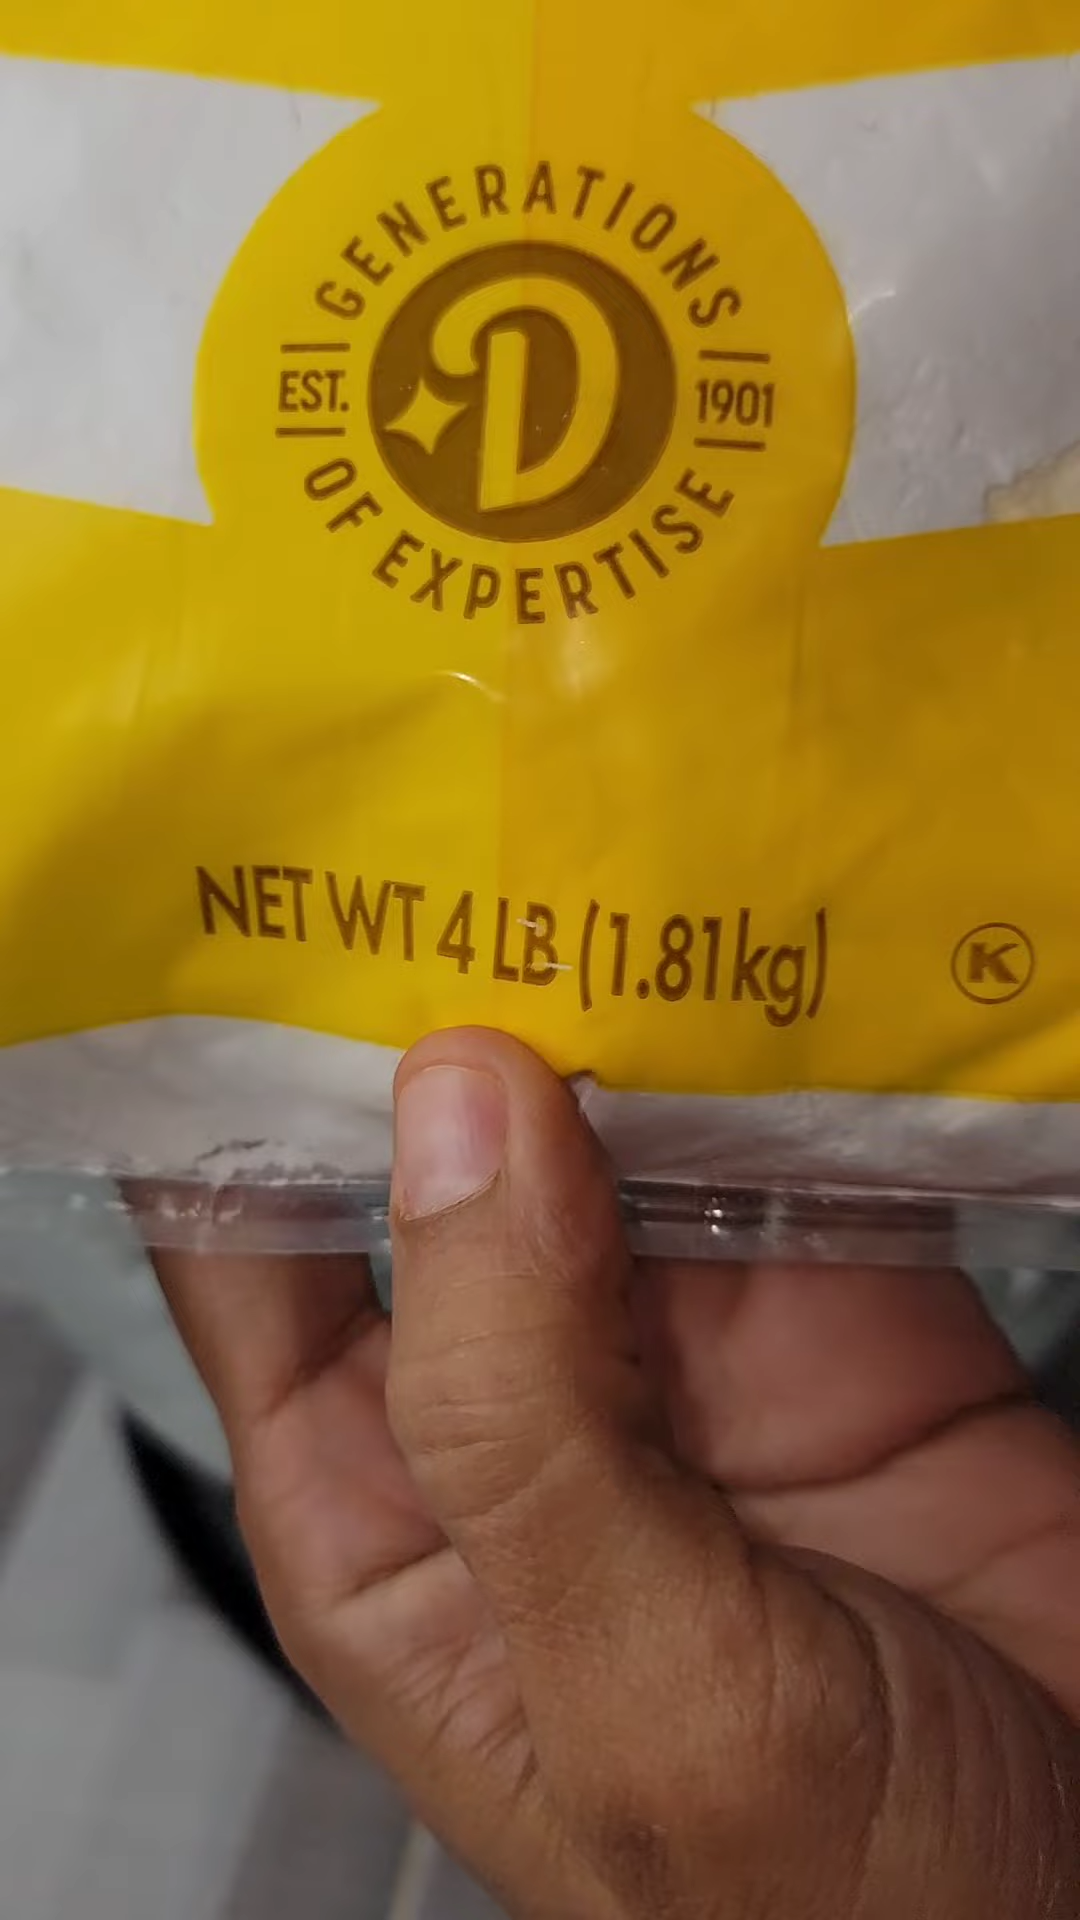 GENERATIONS
D
EST. 1901
OF EXPERTISE
NET WT 4 LB (1.81kg)
K